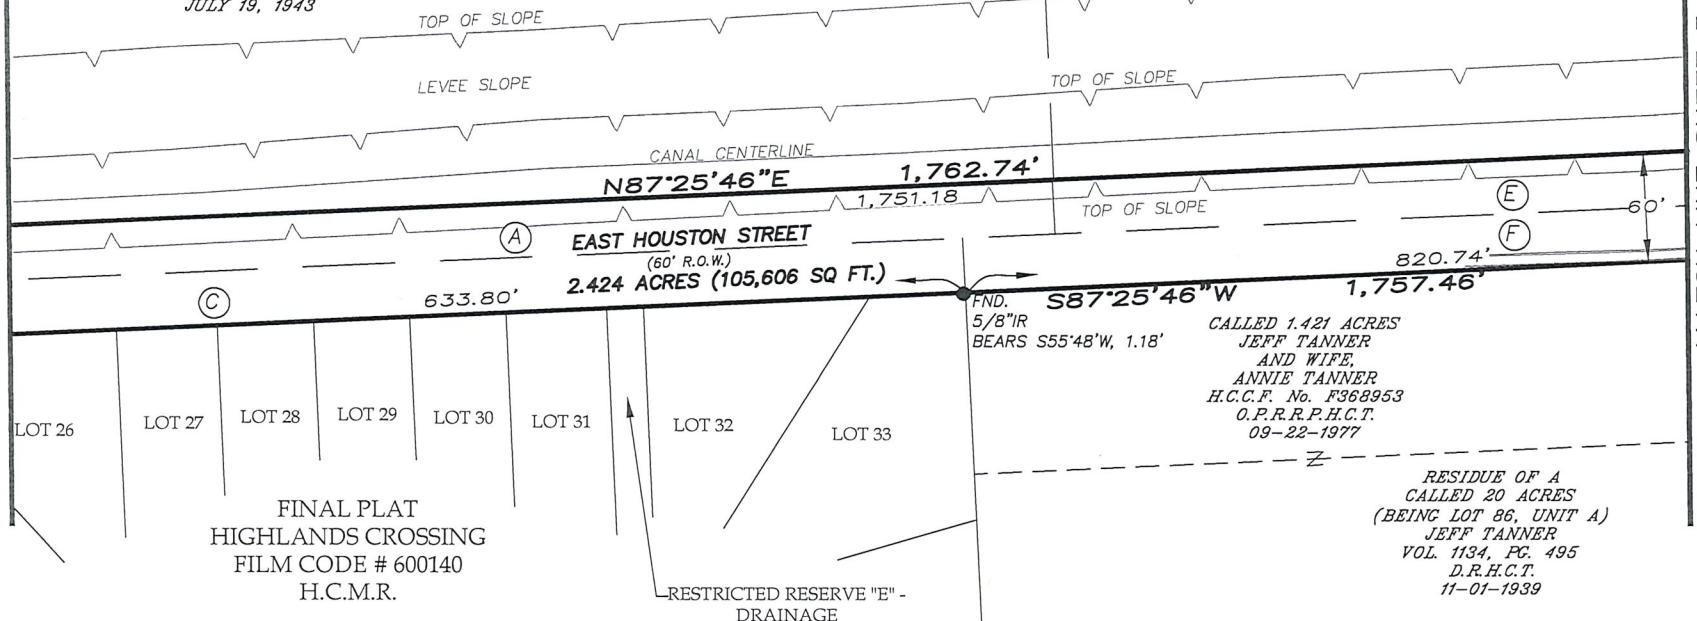 JULY 19, 1943
TOP OF SLOPE
LEVEE SLOPE
TOP OF SLOPE
CANAL CENTERLINE
N87°25'46"E 1,762.74'
1,751.18
TOP OF SLOPE
E
60'
A
EAST HOUSTON STREET
(60' R.O.W.)
2.424 ACRES (105,606 SQ FT.)
F
820.74'
C
633.80'
S87°25'46"W 1,757.46'
FND.
5/8"IR
BEARS S55°48'W, 1.18'
CALLED 1.421 ACRES
JEFF TANNER
AND WIFE,
ANNIE TANNER
H.C.C.F. No. F368953
O.P.R.R.P.H.C.T.
09-22-1977
LOT 26
LOT 27
LOT 28
LOT 29
LOT 30
LOT 31
LOT 32
LOT 33
Z
RESIDUE OF A
CALLED 20 ACRES
(BEING LOT 86, UNIT A)
JEFF TANNER
VOL. 1134, PG. 495
D.R.H.C.T.
11-01-1939
FINAL PLAT
HIGHLANDS CROSSING
FILM CODE # 600140
H.C.M.R.
RESTRICTED RESERVE "E" -
DRAINAGE